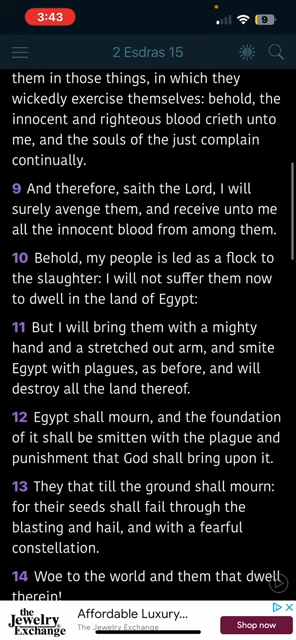 3:43
9
2 Esdras 15
them in those things, in which they
wickedly exercise themselves: behold, the
innocent and righteous blood crieth unto
me, and the souls of the just complain
continually.
9 And therefore, saith the Lord, I will
surely avenge them, and receive unto me
all the innocent blood from among them.
10 Behold, my people is led as a flock to
the slaughter: I will not suffer them now
to dwell in the land of Egypt:
11 But I will bring them with a mighty
hand and a stretched out arm, and smite
Egypt with plagues, as before, and will
destroy all the land thereof.
12 Egypt shall mourn, and the foundation
of it shall be smitten with the plague and
punishment that God shall bring upon it.
13 They that till the ground shall mourn:
for their seeds shall fail through the
blasting and hail, and with a fearful
constellation.
14 Woe to the world and them that dwell
therein!
the
Jewelry
Exchange
Affordable Luxury...
The Jewelry Exchange
Shop now